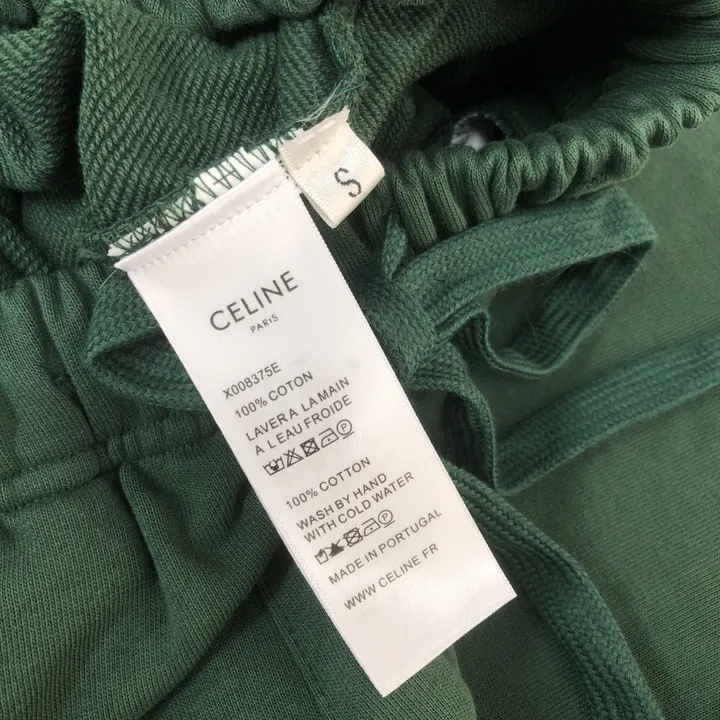 S
CELINE
PARIS
X008375E
100% COTON
LAVER A LA MAIN
A L EAU FROIDE
100% COTTON
WASH BY HAND
WITH COLD WATER
MADE IN PORTUGAL
WWW CELINE FR